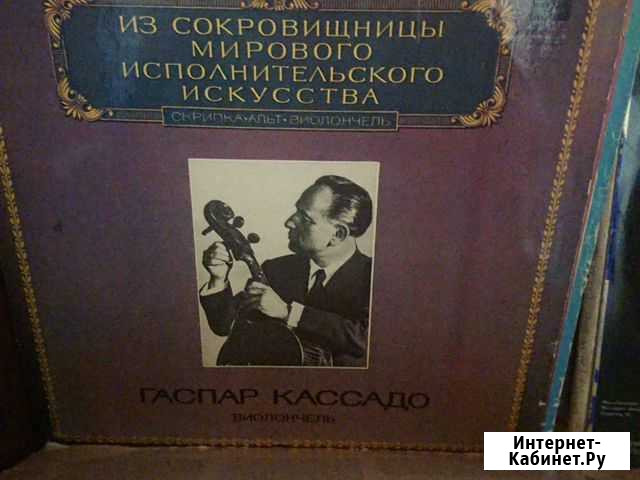 ИЗ СОКРОВИЩНИЦЫ
МИРОВОГО
ИСПОЛНИТЕЛЬСКОГО
ИСКУССТВА
СКРИПКА•АЛЬТ•ВИОЛОНЧЕЛЬ
ГАСПАР КАССАДО
ВИОЛОНЧЕЛЬ
Интернет-
Кабинет.Ру